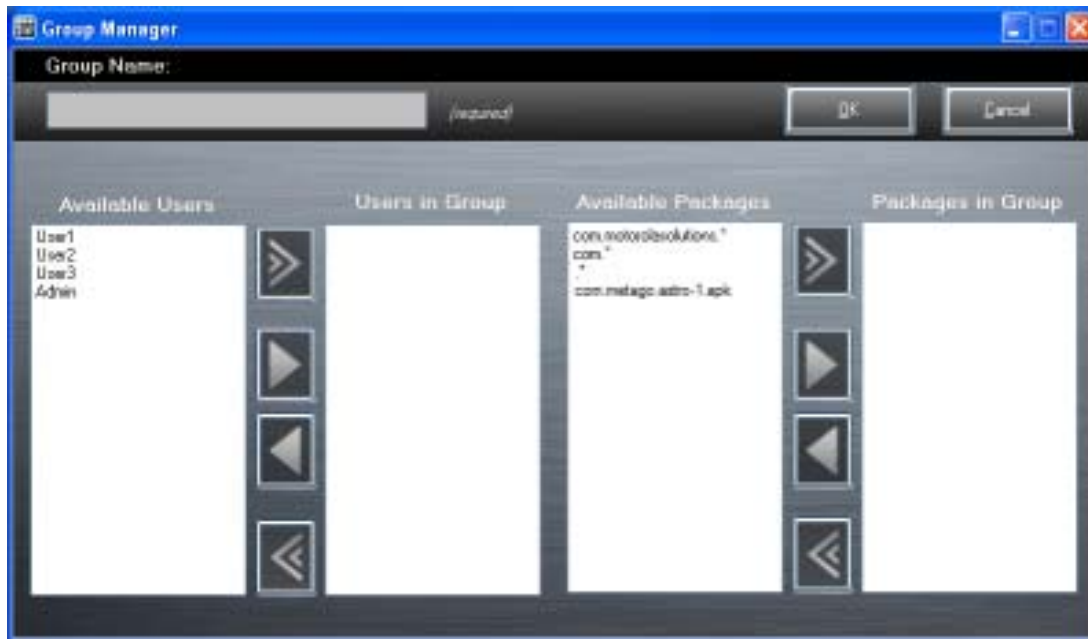 Group Manager
Group Name:
(required)
OK
Cancel
Available Users
Users in Group
Available Packages
Packages in Group
User1
User2
User3
Admin
com.motorolasolutions.*
com.*
.*
com.metago.astro-1.apk